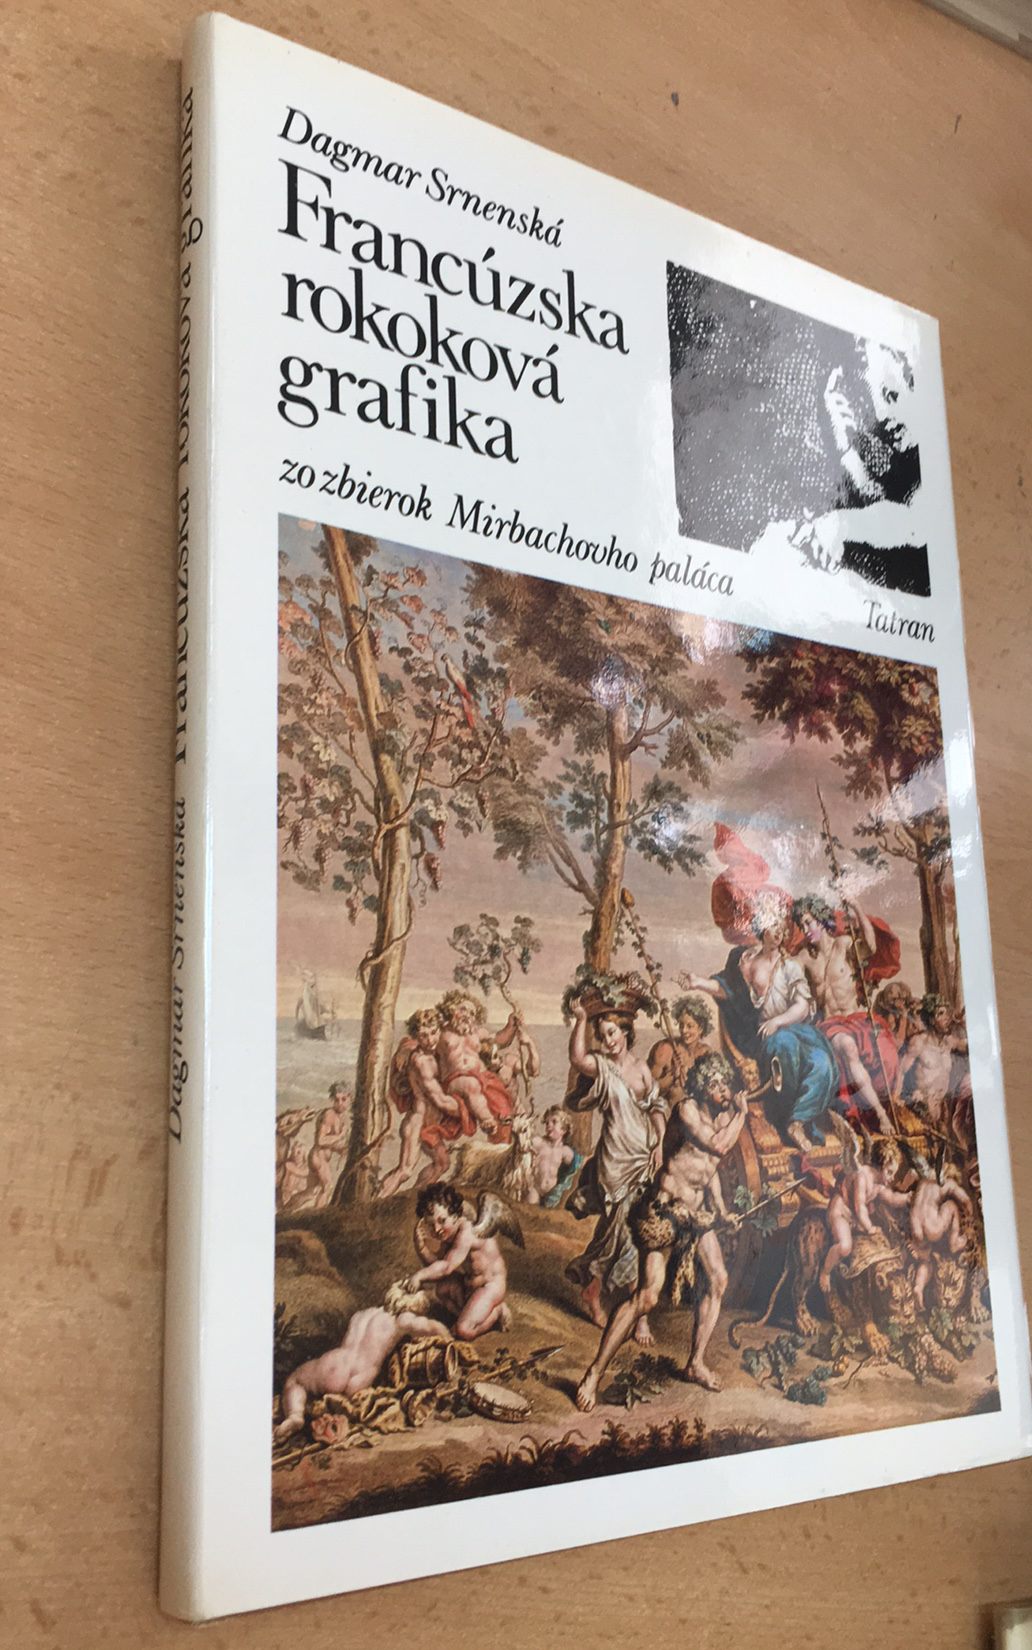 Dagmar Srnenská
Francúzska
rokoková
grafika
zo zbierok Mirbachovho paláca
Tatran
Dagmar Srnenská Francúzska rokoková grafika